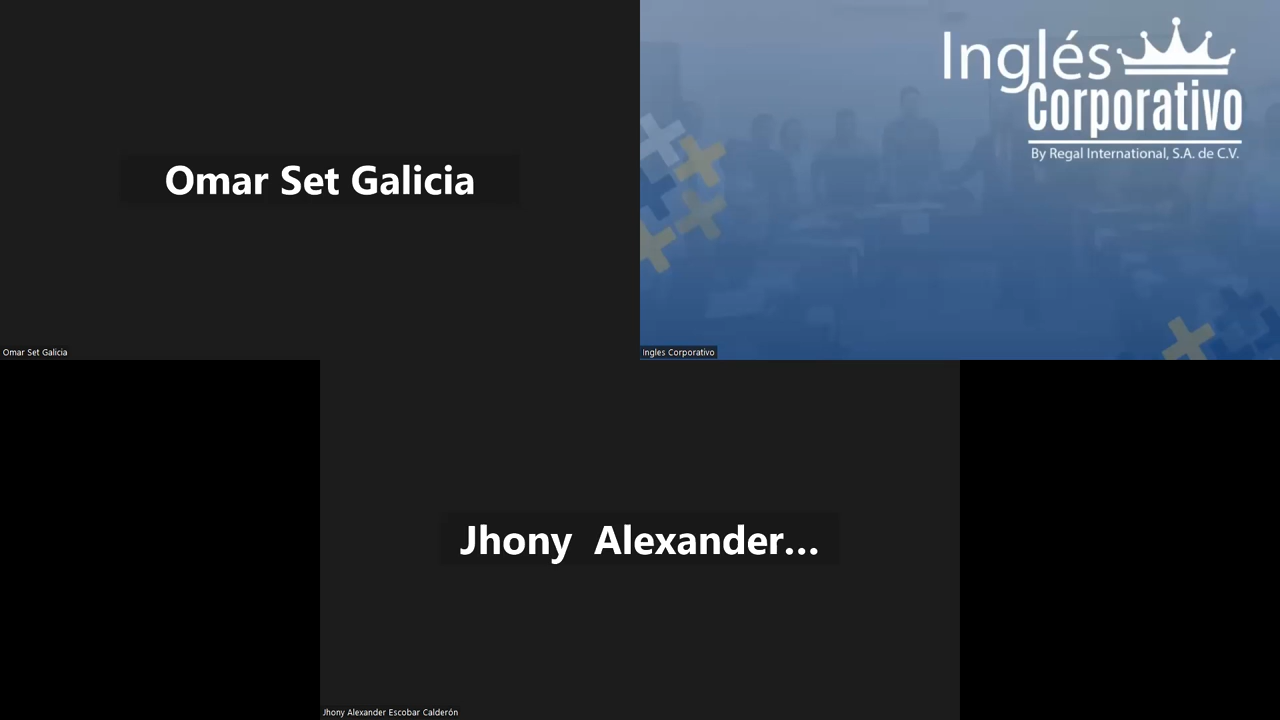 Omar Set Galicia
Omar Set Galicia
Inglés
Corporativo
By Regal International, S.A. de C.V.
Ingles Corporativo
Jhony Alexander...
Jhony Alexander Escobar Calderón